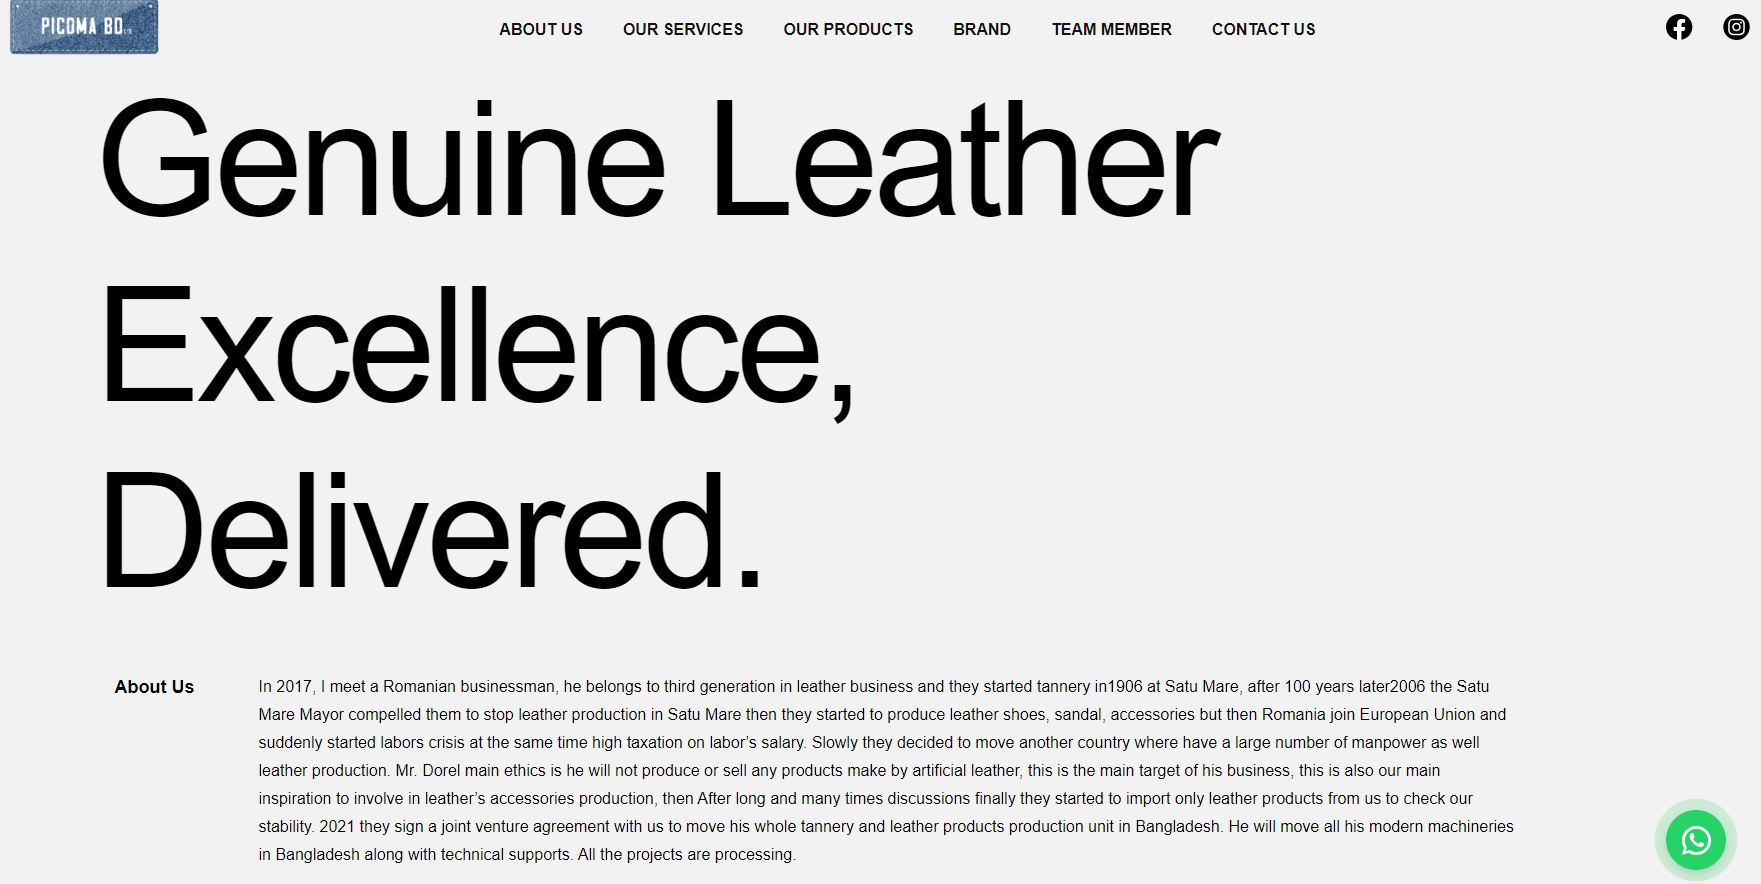 PICOMA BD LTD
ABOUT US
OUR SERVICES
OUR PRODUCTS
BRAND
TEAM MEMBER
CONTACT US
Genuine Leather
Excellence,
Delivered.
About Us
In 2017, I meet a Romanian businessman, he belongs to third generation in leather business and they started tannery in1906 at Satu Mare, after 100 years later2006 the Satu
Mare Mayor compelled them to stop leather production in Satu Mare then they started to produce leather shoes, sandal, accessories but then Romania join European Union and
suddenly started labors crisis at the same time high taxation on labor’s salary. Slowly they decided to move another country where have a large number of manpower as well
leather production. Mr. Dorel main ethics is he will not produce or sell any products make by artificial leather, this is the main target of his business, this is also our main
inspiration to involve in leather’s accessories production, then After long and many times discussions finally they started to import only leather products from us to check our
stability. 2021 they sign a joint venture agreement with us to move his whole tannery and leather products production unit in Bangladesh. He will move all his modern machineries
in Bangladesh along with technical supports. All the projects are processing.